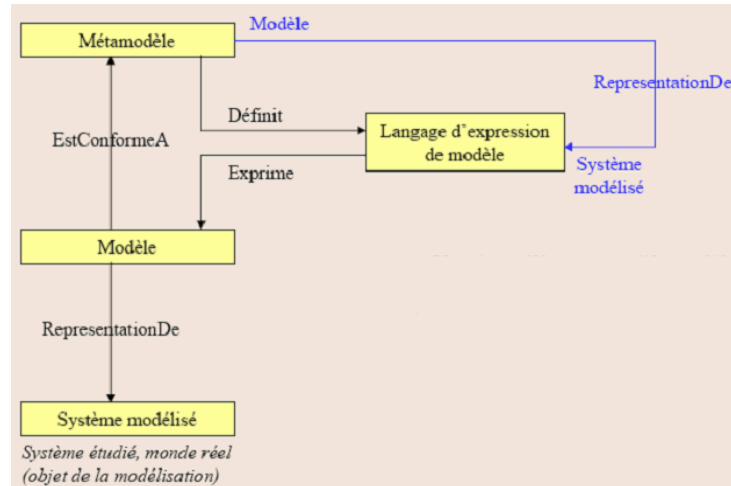 Modèle
Métamodèle
RepresentationDe
Définit
Langage d'expression
de modèle
EstConformeA
Exprime
Système
modélisé
Modèle
RepresentationDe
Système modélisé
Système étudié, monde réel
(objet de la modélisation)